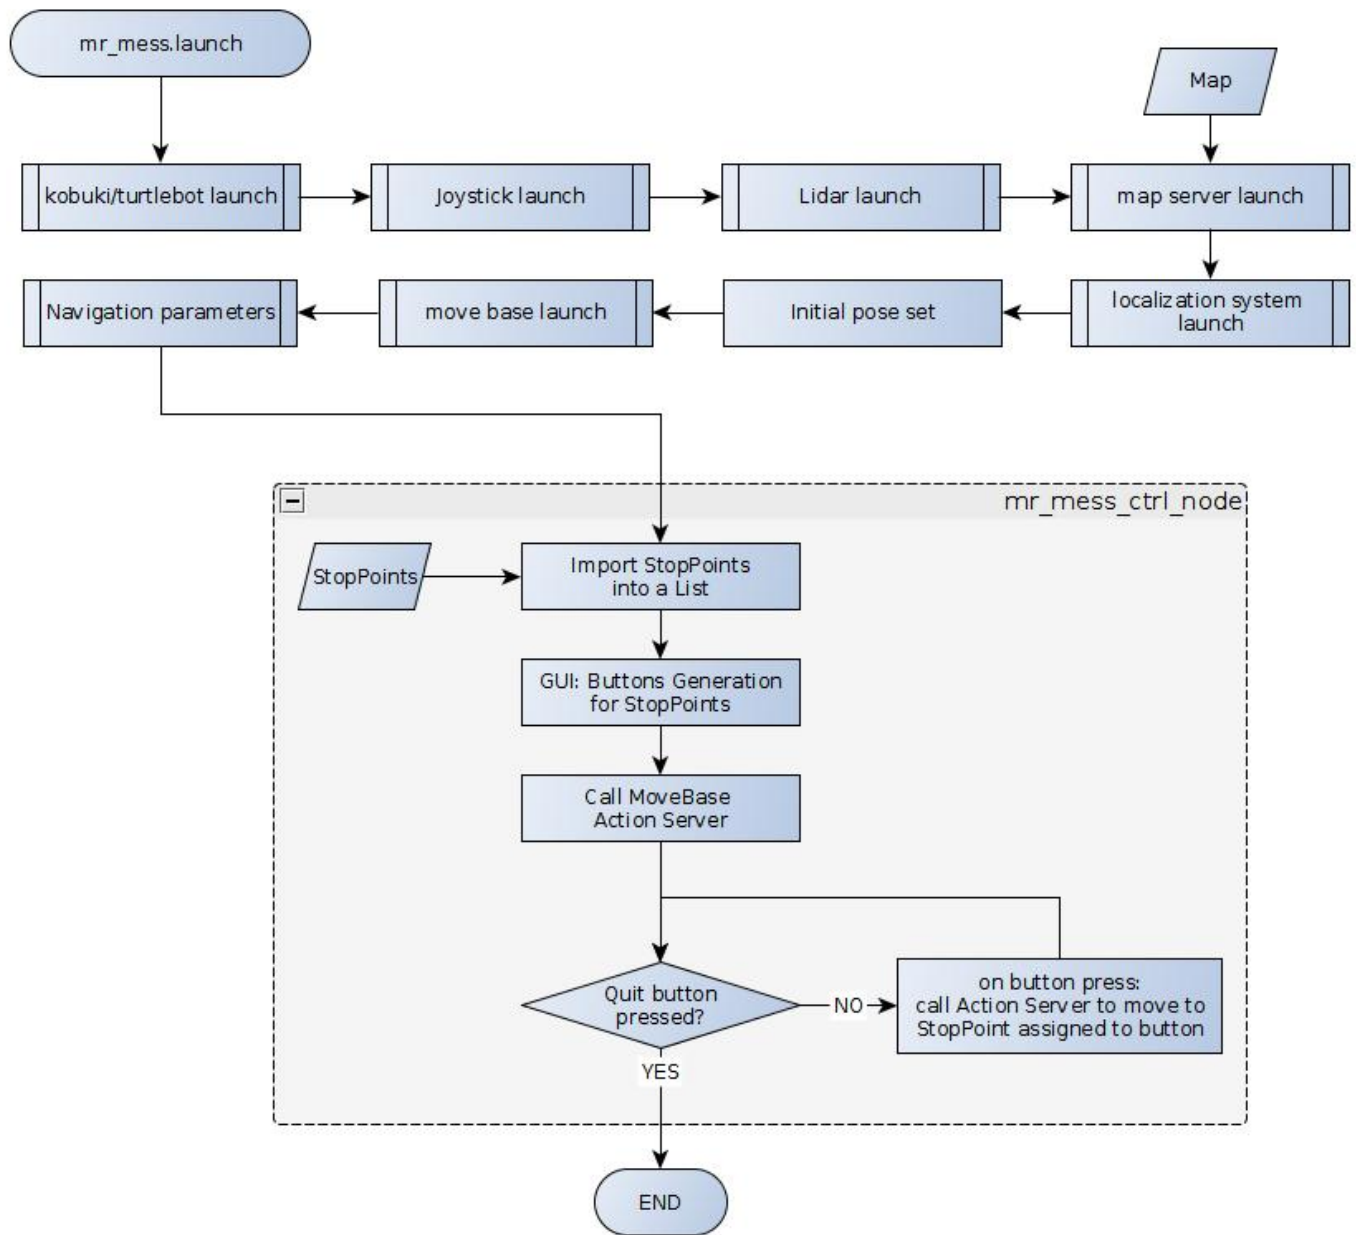 mr_mess.launch
Map
kobuki/turtlebot launch
Joystick launch
Lidar launch
map server launch
Navigation parameters
move base launch
Initial pose set
localization system
launch
mr_mess_ctrl_node
StopPoints
Import StopPoints
into a List
GUI: Buttons Generation
for StopPoints
Call MoveBase
Action Server
Quit button
pressed?
NO
on button press:
call Action Server to move to
StopPoint assigned to button
YES
END